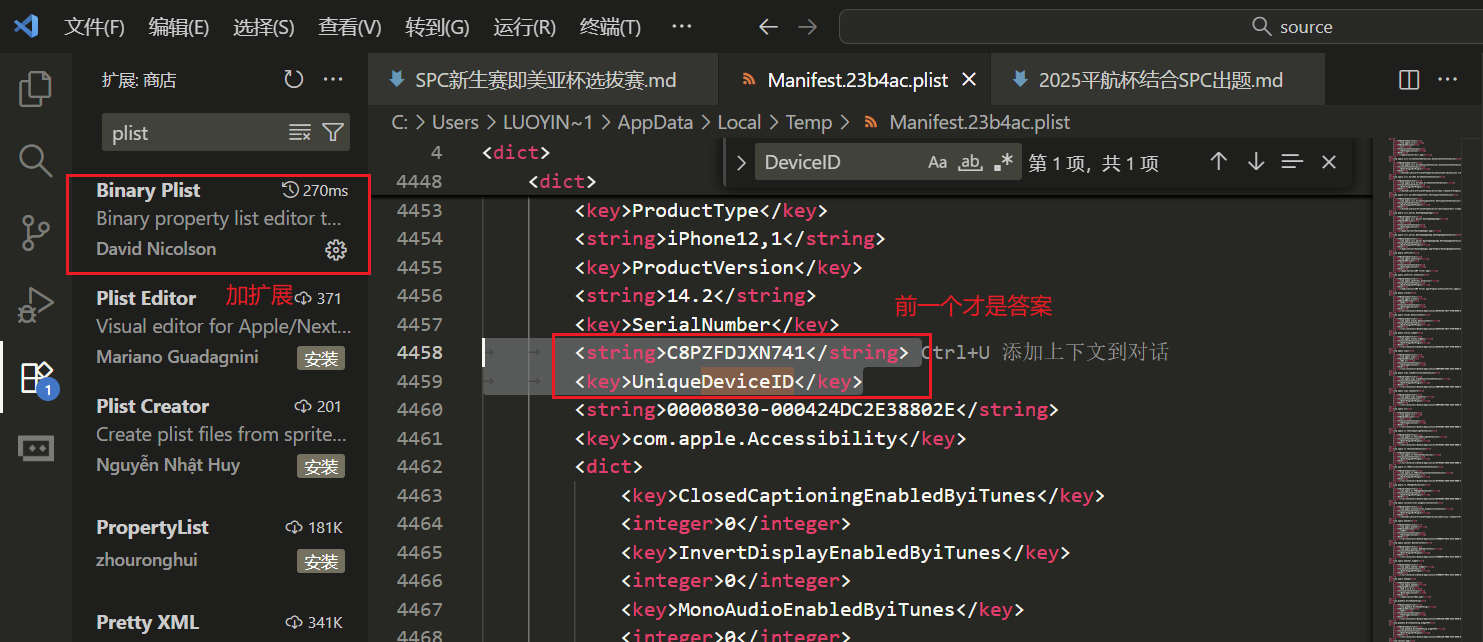 文件(F) 编辑(E) 选择(S) 查看(V) 转到(G) 运行(R) 终端(T) ··· source
扩展: 商店 ···
SPC新生赛即美亚杯选拔赛.md Manifest.23b4ac.plist 2025平航杯结合SPC出题.md ···
plist
C: > Users > LUOYIN~1 > AppData > Local > Temp > Manifest.23b4ac.plist
DeviceID Aa ab 第 1 项，共 1 项
Binary Plist 270ms
Binary property list editor t...
David Nicolson
加扩展
Plist Editor 371
Visual editor for Apple/Next...
Mariano Guadagnini 安装
1
Plist Creator 201
Create plist files from sprite...
Nguyễn Nhật Huy 安装
PropertyList 181K
zhouronghui 安装
Pretty XML 341K
4 <dict>
4448 <dict>
4453 <key>ProductType</key>
4454 <string>iPhone12,1</string>
4455 <key>ProductVersion</key>
4456 <string>14.2</string>
前一个才是答案
4457 <key>SerialNumber</key>
4458 <string>C8PZFDJXN741</string> Ctrl+U 添加上下文到对话
4459 <key>UniqueDeviceID</key>
4460 <string>00008030-000424DC2E38802E</string>
4461 <key>com.apple.Accessibility</key>
4462 <dict>
4463 <key>ClosedCaptioningEnabledByiTunes</key>
4464 <integer>0</integer>
4465 <key>InvertDisplayEnabledByiTunes</key>
4466 <integer>0</integer>
4467 <key>MonoAudioEnabledByiTunes</key>
4468 <integer>0</integer>